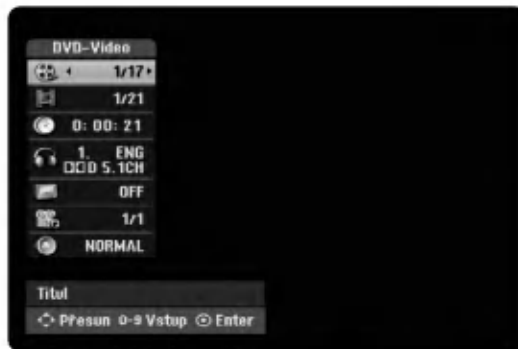 DVD-Video
1/17
1/21
0: 00: 21
1. ENG
D 5.1CH
OFF
1/1
NORMAL
Titul
Přesun 0-9 Vstup Enter